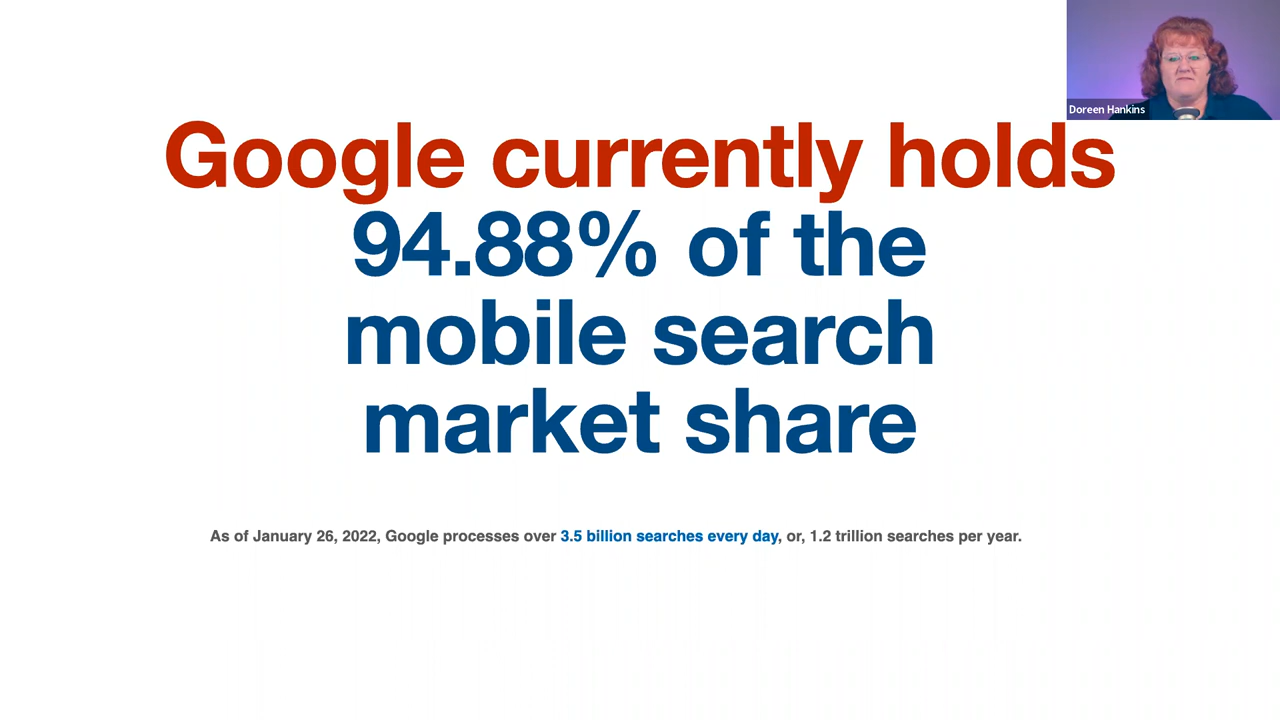 Google currently holds
94.88% of the
mobile search
market share
As of January 26, 2022, Google processes over 3.5 billion searches every day, or, 1.2 trillion searches per year.
Doreen Hankins